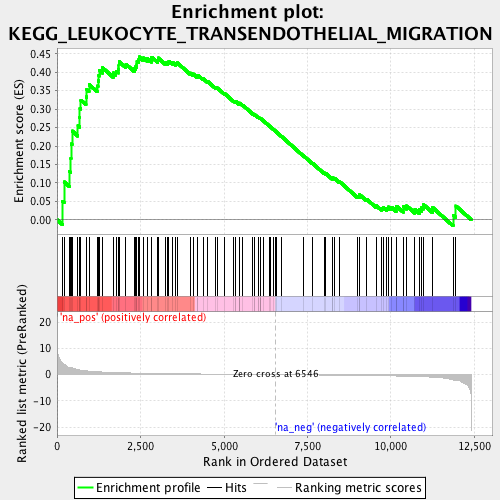 Enrichment plot:
KEGG_LEUKOCYTE_TRANSENDOTHELIAL_MIGRATION
Enrichment score (ES)
0.45
0.40
0.35
0.30
0.25
0.20
0.15
0.10
0.05
0.00
'na_pos' (positively correlated)
Ranked list metric (PreRanked)
20
10
0
-10
-20
Zero cross at 6546
'na_neg' (negatively correlated)
0
2,500
5,000
7,500
10,000
12,500
Rank in Ordered Dataset
Enrichment profile
Hits
Ranking metric scores